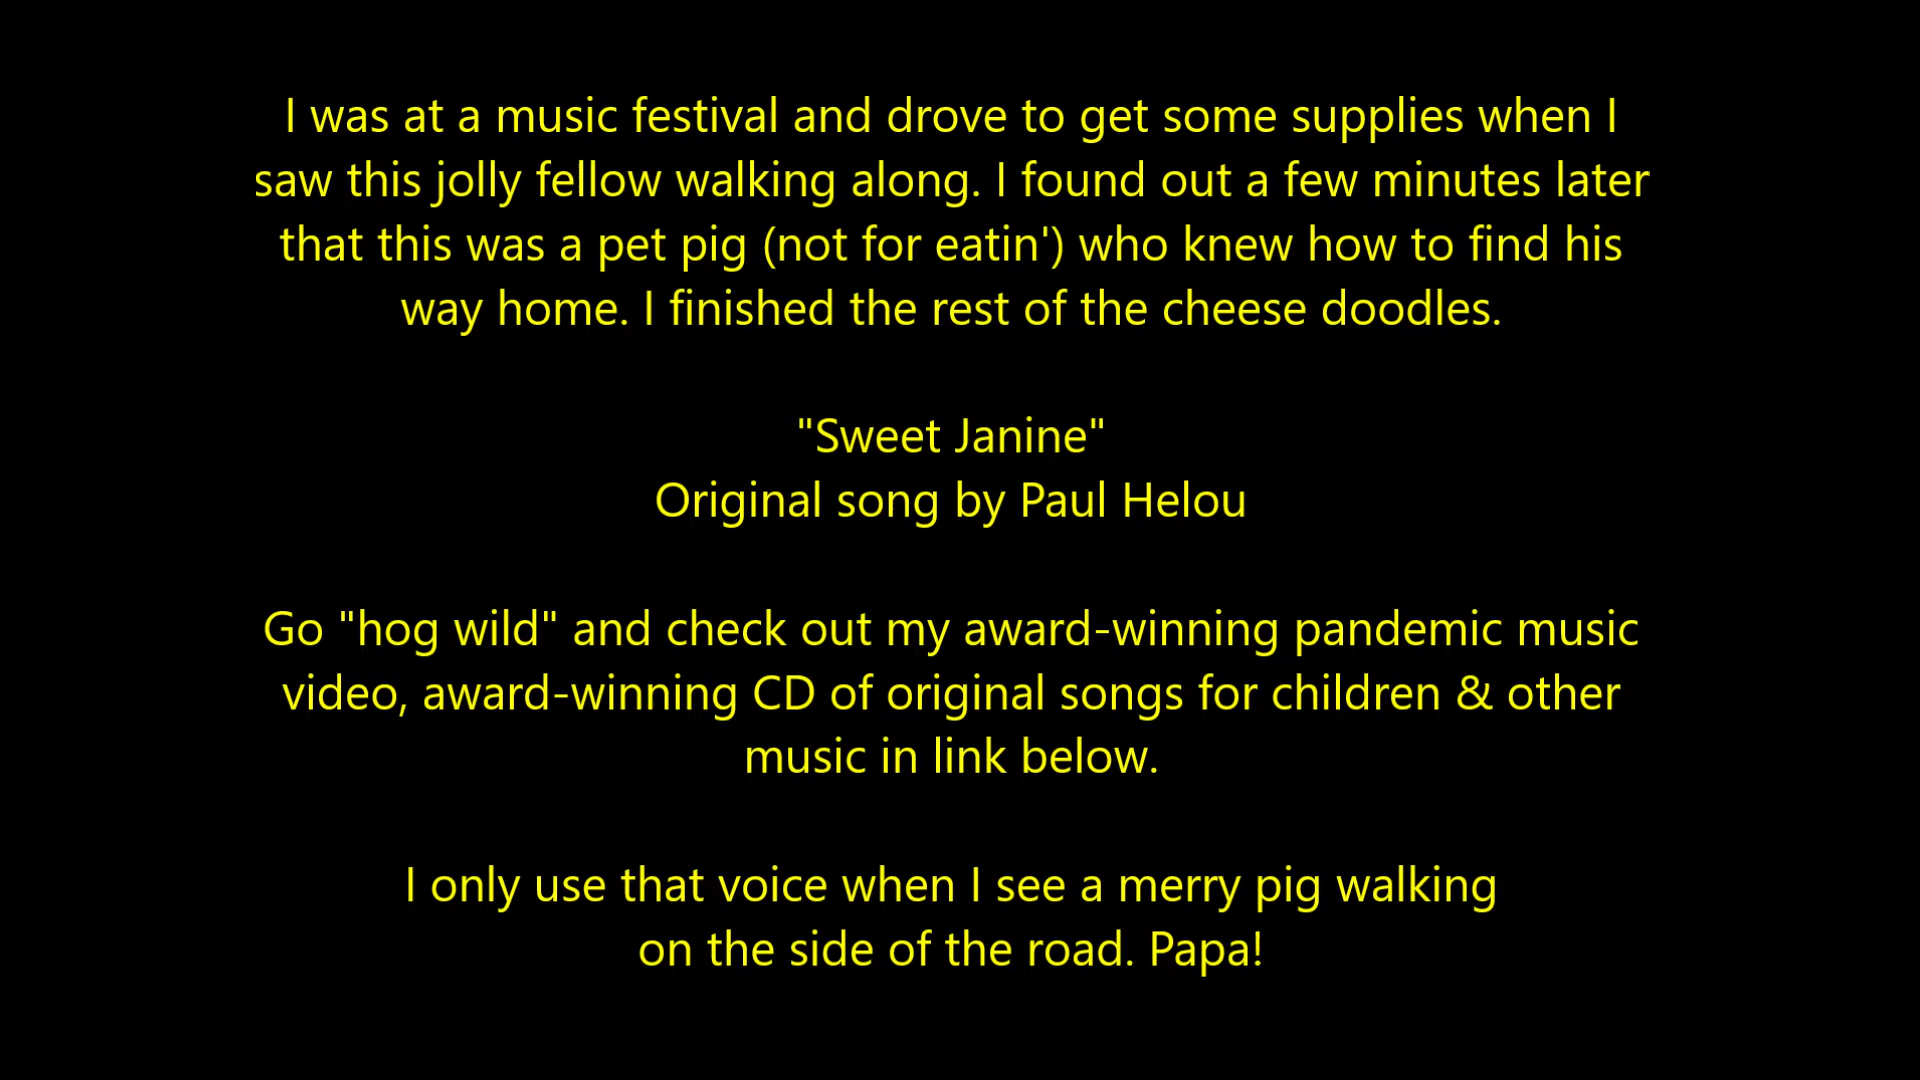 I was at a music festival and drove to get some supplies when I
saw this jolly fellow walking along. I found out a few minutes later
that this was a pet pig (not for eatin') who knew how to find his
way home. I finished the rest of the cheese doodles.
"Sweet Janine"
Original song by Paul Helou
Go "hog wild" and check out my award-winning pandemic music
video, award-winning CD of original songs for children & other
music in link below.
I only use that voice when I see a merry pig walking
on the side of the road. Papa!